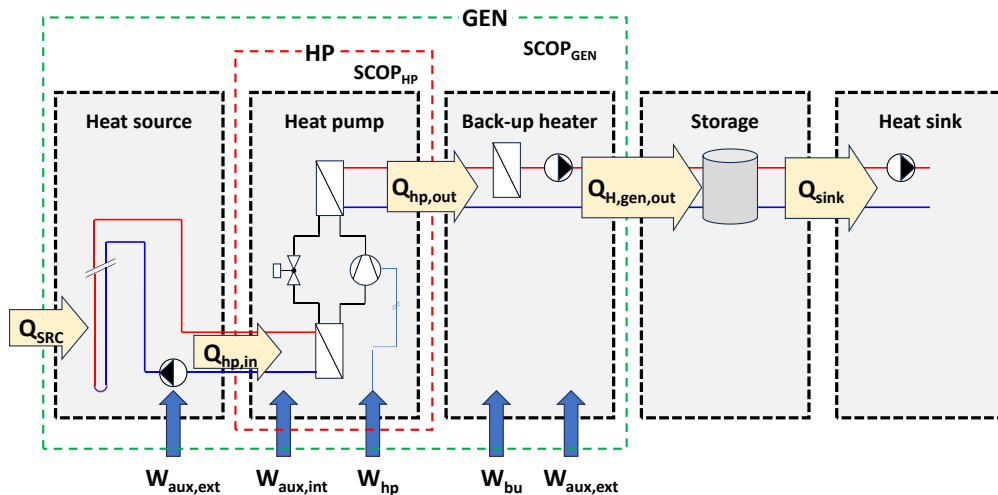 GEN
HP
SCOP_GEN
SCOP_HP
Heat source
Heat pump
Back-up heater
Storage
Heat sink
Q_hp,out
Q_H,gen,out
Q_sink
Q_SRC
Q_hp,in
W_aux,ext
W_aux,int
W_hp
W_bu
W_aux,ext